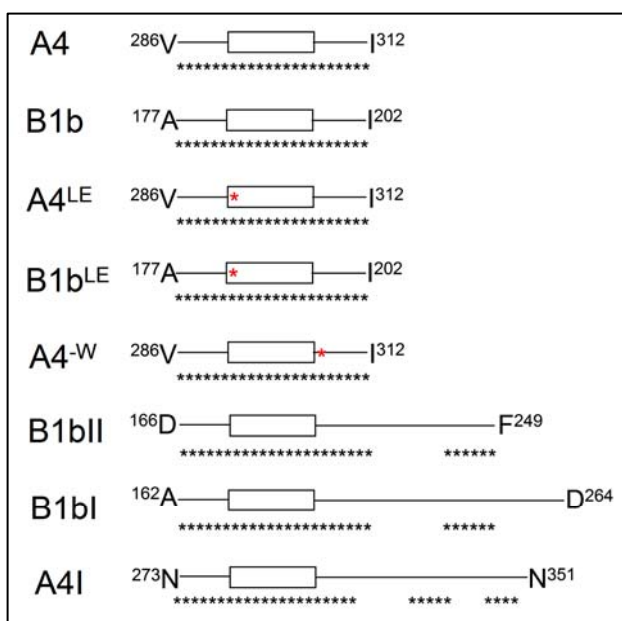 A4 286V I312
B1b 177A I202
A4LE 286V I312
B1bLE 177A I202
A4-W 286V I312
B1bII 166D F249
B1bI 162A D264
A4I 273N N351